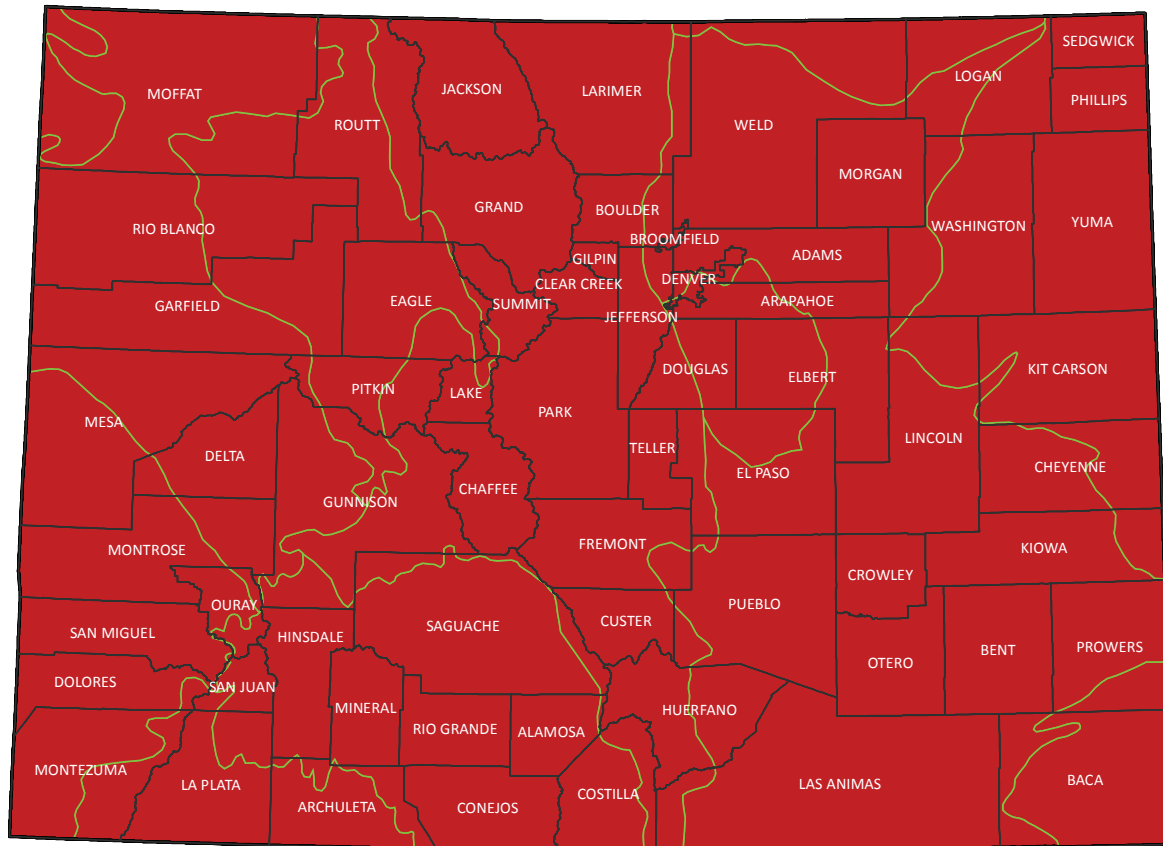 SEDGWICK
LOGAN
JACKSON
LARIMER
MOFFAT
PHILLIPS
ROUTT
WELD
MORGAN
GRAND
BOULDER
YUMA
WASHINGTON
RIO BLANCO
BROOMFIELD
ADAMS
GILPIN
DENVER
CLEAR CREEK
EAGLE
ARAPAHOE
SUMMIT
GARFIELD
JEFFERSON
DOUGLAS
KIT CARSON
ELBERT
PITKIN
LAKE
PARK
MESA
LINCOLN
TELLER
DELTA
CHEYENNE
EL PASO
CHAFFEE
GUNNISON
FREMONT
KIOWA
MONTROSE
CROWLEY
PUEBLO
OURAY
CUSTER
SAGUACHE
SAN MIGUEL
HINSDALE
PROWERS
BENT
OTERO
DOLORES
SAN JUAN
MINERAL
HUERFANO
RIO GRANDE
ALAMOSA
MONTEZUMA
BACA
LA PLATA
LAS ANIMAS
COSTILLA
ARCHULETA
CONEJOS